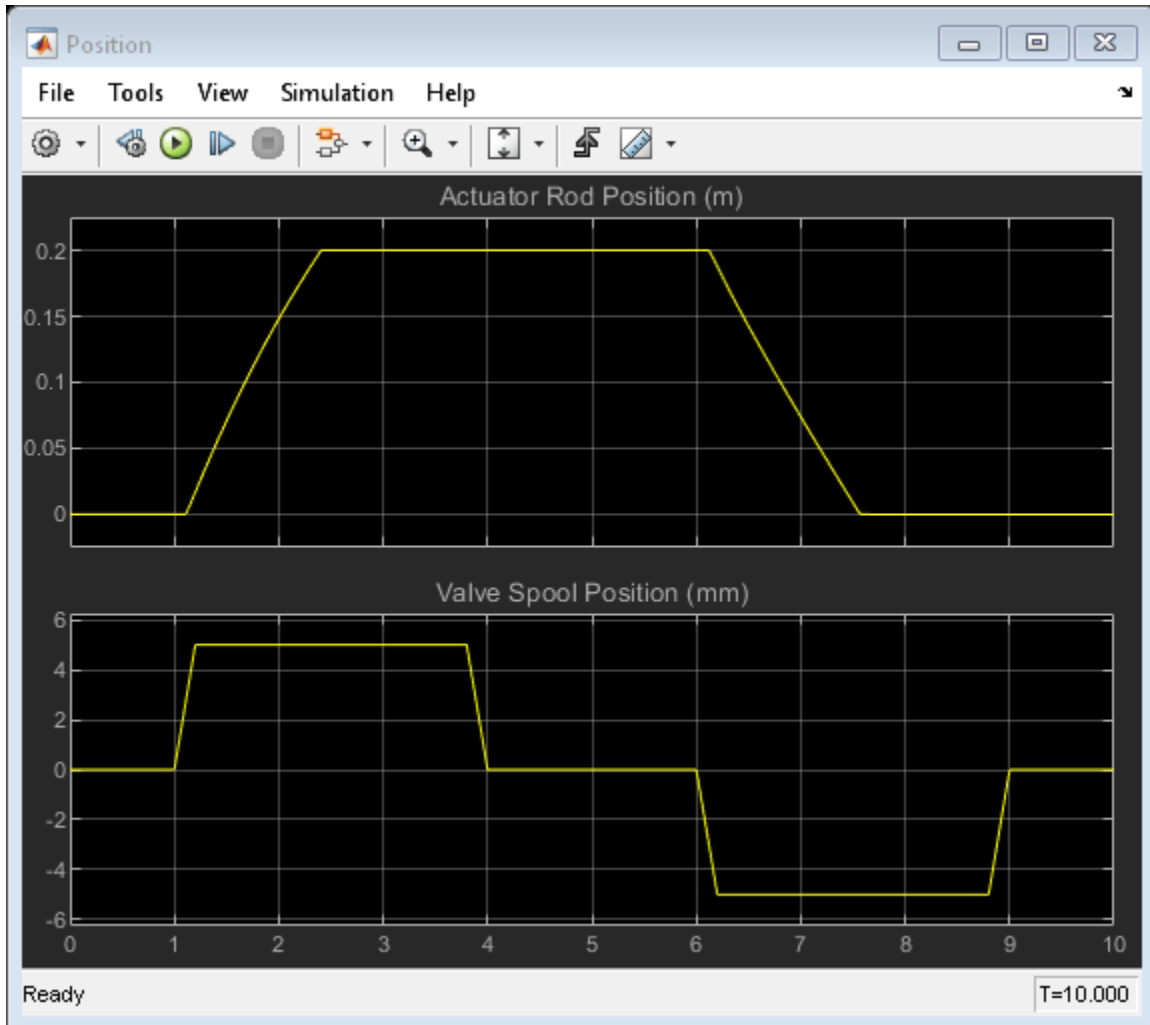 Position
File Tools View Simulation Help
Actuator Rod Position (m)
0.2
0.15
0.1
0.05
0
Valve Spool Position (mm)
6
4
2
0
-2
-4
-6
0 1 2 3 4 5 6 7 8 9 10
Ready T=10.000